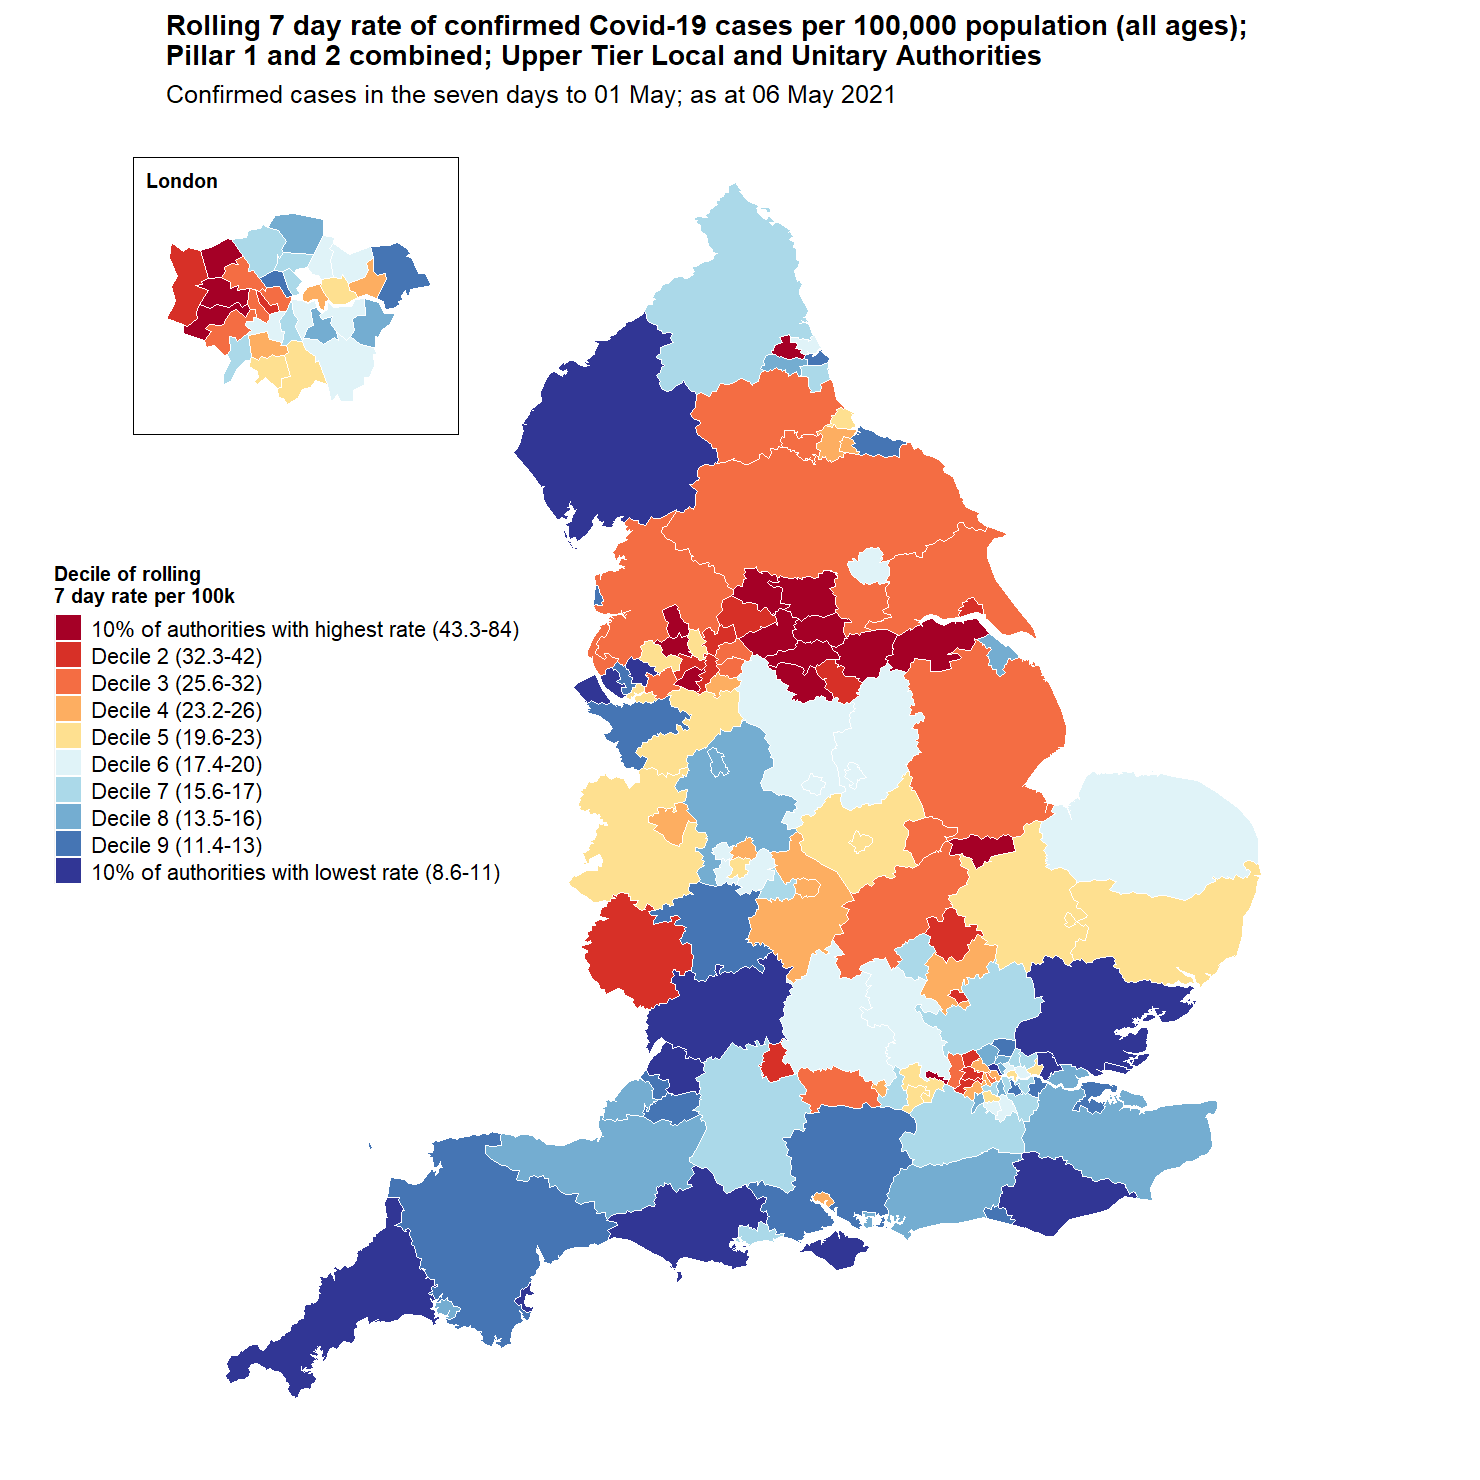 Rolling 7 day rate of confirmed Covid-19 cases per 100,000 population (all ages);
Pillar 1 and 2 combined; Upper Tier Local and Unitary Authorities
Confirmed cases in the seven days to 01 May; as at 06 May 2021
London
Decile of rolling
7 day rate per 100k
10% of authorities with highest rate (43.3-84)
Decile 2 (32.3-42)
Decile 3 (25.6-32)
Decile 4 (23.2-26)
Decile 5 (19.6-23)
Decile 6 (17.4-20)
Decile 7 (15.6-17)
Decile 8 (13.5-16)
Decile 9 (11.4-13)
10% of authorities with lowest rate (8.6-11)